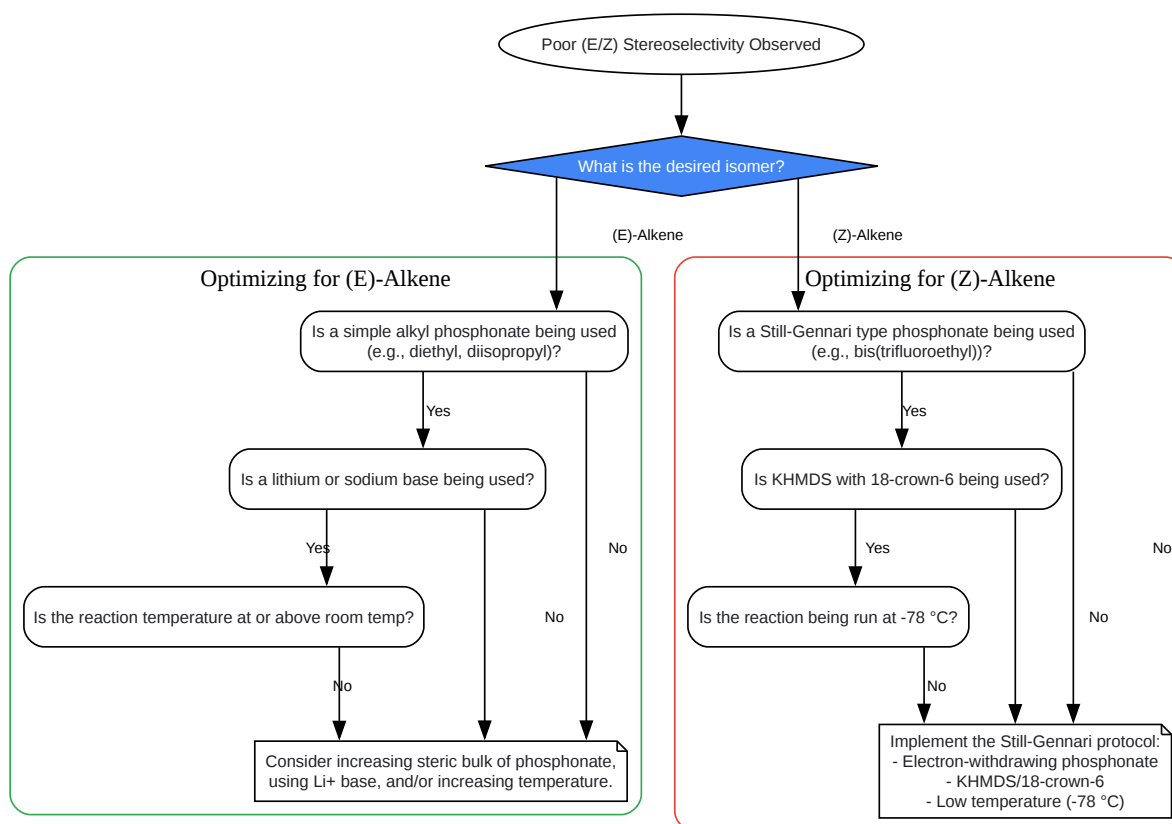 Poor (E/Z) Stereoselectivity Observed
What is the desired isomer?
(E)-Alkene
(Z)-Alkene
Optimizing for (E)-Alkene
Is a simple alkyl phosphonate being used
(e.g., diethyl, diisopropyl)?
Yes
Is a lithium or sodium base being used?
Yes
No
Is the reaction temperature at or above room temp?
No
No
Consider increasing steric bulk of phosphonate,
using Li+ base, and/or increasing temperature.
Optimizing for (Z)-Alkene
Is a Still-Gennari type phosphonate being used
(e.g., bis(trifluoroethyl))?
Yes
Is KHMDS with 18-crown-6 being used?
Yes
No
Is the reaction being run at -78 °C?
No
No
Implement the Still-Gennari protocol:
- Electron-withdrawing phosphonate
- KHMDS/18-crown-6
- Low temperature (-78 °C)